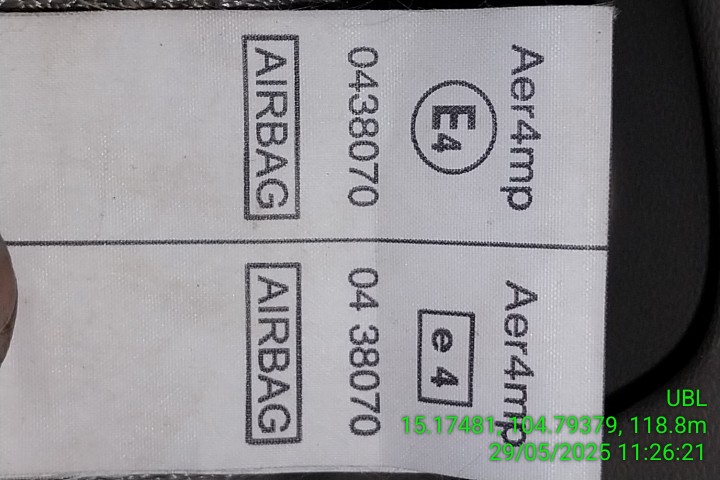 Aer4mp
E4
0438070
AIRBAG
Aer4mp
e 4
04 38070
AIRBAG
UBL
15.17481, 104.79379, 118.8m
29/05/2025 11:26:21